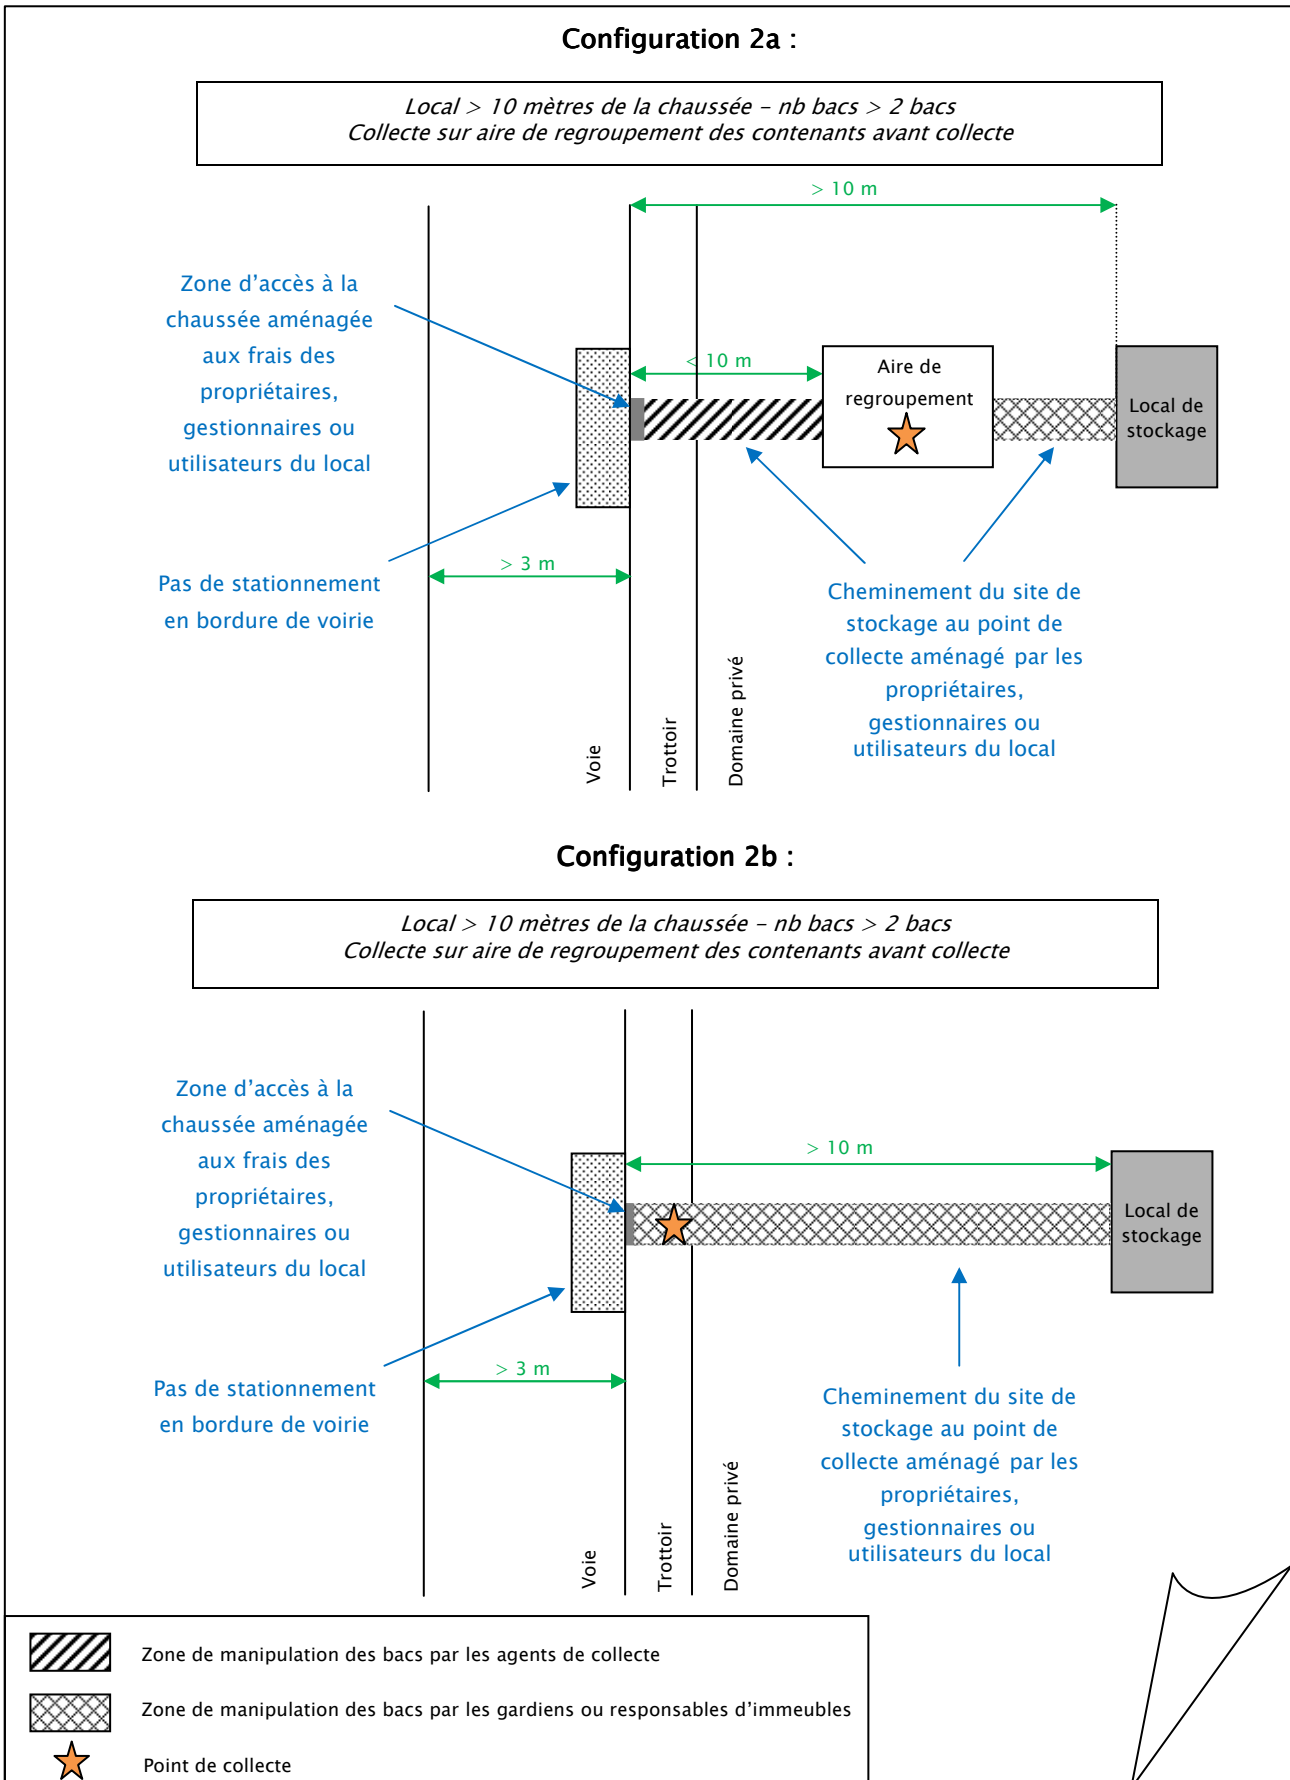 Configuration 2a :
Local > 10 mètres de la chaussée – nb bacs > 2 bacs
Collecte sur aire de regroupement des contenants avant collecte
> 10 m
Zone d’accès à la
chaussée aménagée
aux frais des
propriétaires,
gestionnaires ou
utilisateurs du local
< 10 m
Aire de
regroupement
Local de
stockage
Pas de stationnement
en bordure de voirie
> 3 m
Cheminement du site de
stockage au point de
collecte aménagé par les
propriétaires,
gestionnaires ou
utilisateurs du local
Voie
Trottoir
Domaine privé
Configuration 2b :
Local > 10 mètres de la chaussée – nb bacs > 2 bacs
Collecte sur aire de regroupement des contenants avant collecte
Zone d’accès à la
chaussée aménagée
aux frais des
propriétaires,
gestionnaires ou
utilisateurs du local
> 10 m
Local de
stockage
Pas de stationnement
en bordure de voirie
> 3 m
Cheminement du site de
stockage au point de
collecte aménagé par les
propriétaires,
gestionnaires ou
utilisateurs du local
Voie
Trottoir
Domaine privé
Zone de manipulation des bacs par les agents de collecte
Zone de manipulation des bacs par les gardiens ou responsables d’immeubles
Point de collecte